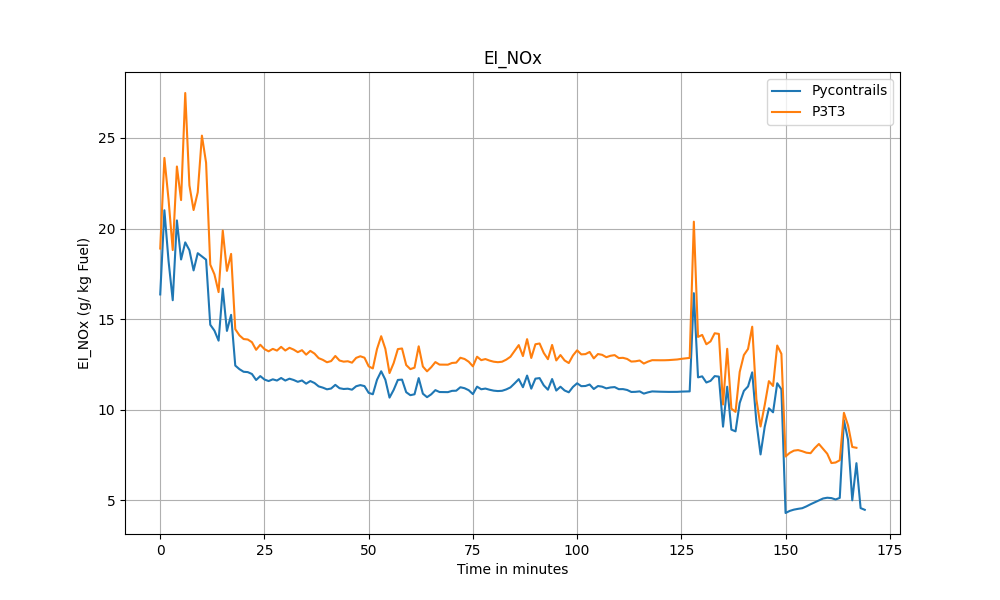 EI_NOx
Pycontrails
P3T3
EI_NOx (g/ kg Fuel)
25
20
15
10
5
0 25 50 75 100 125 150 175
Time in minutes